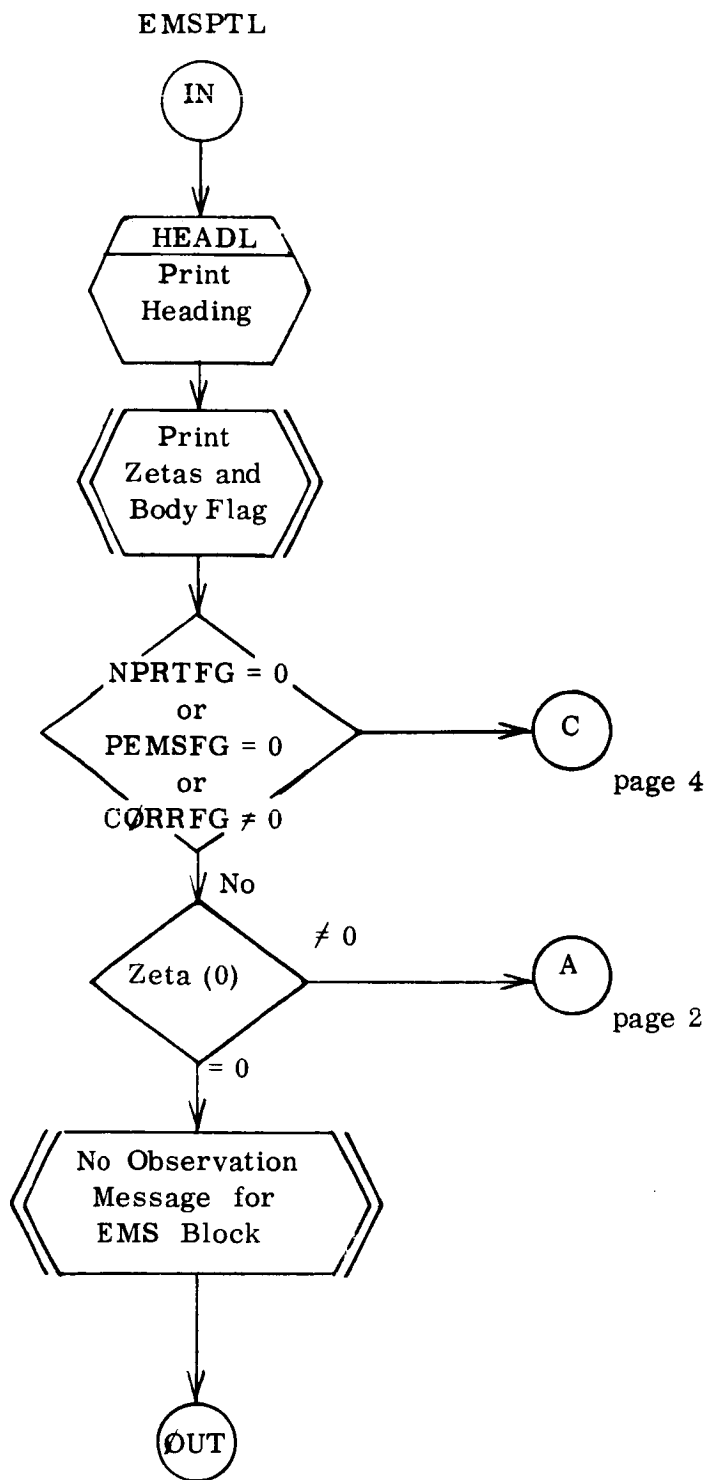 EMSPTL
IN
HEADL
Print
Heading
Print
Zetas and
Body Flag
NPRTFG = 0
or
PEMSFG = 0
or
CØRRFG ≠ 0
C
page 4
No
Zeta (0)
≠ 0
A
page 2
= 0
No Observation
Message for
EMS Block
ØUT